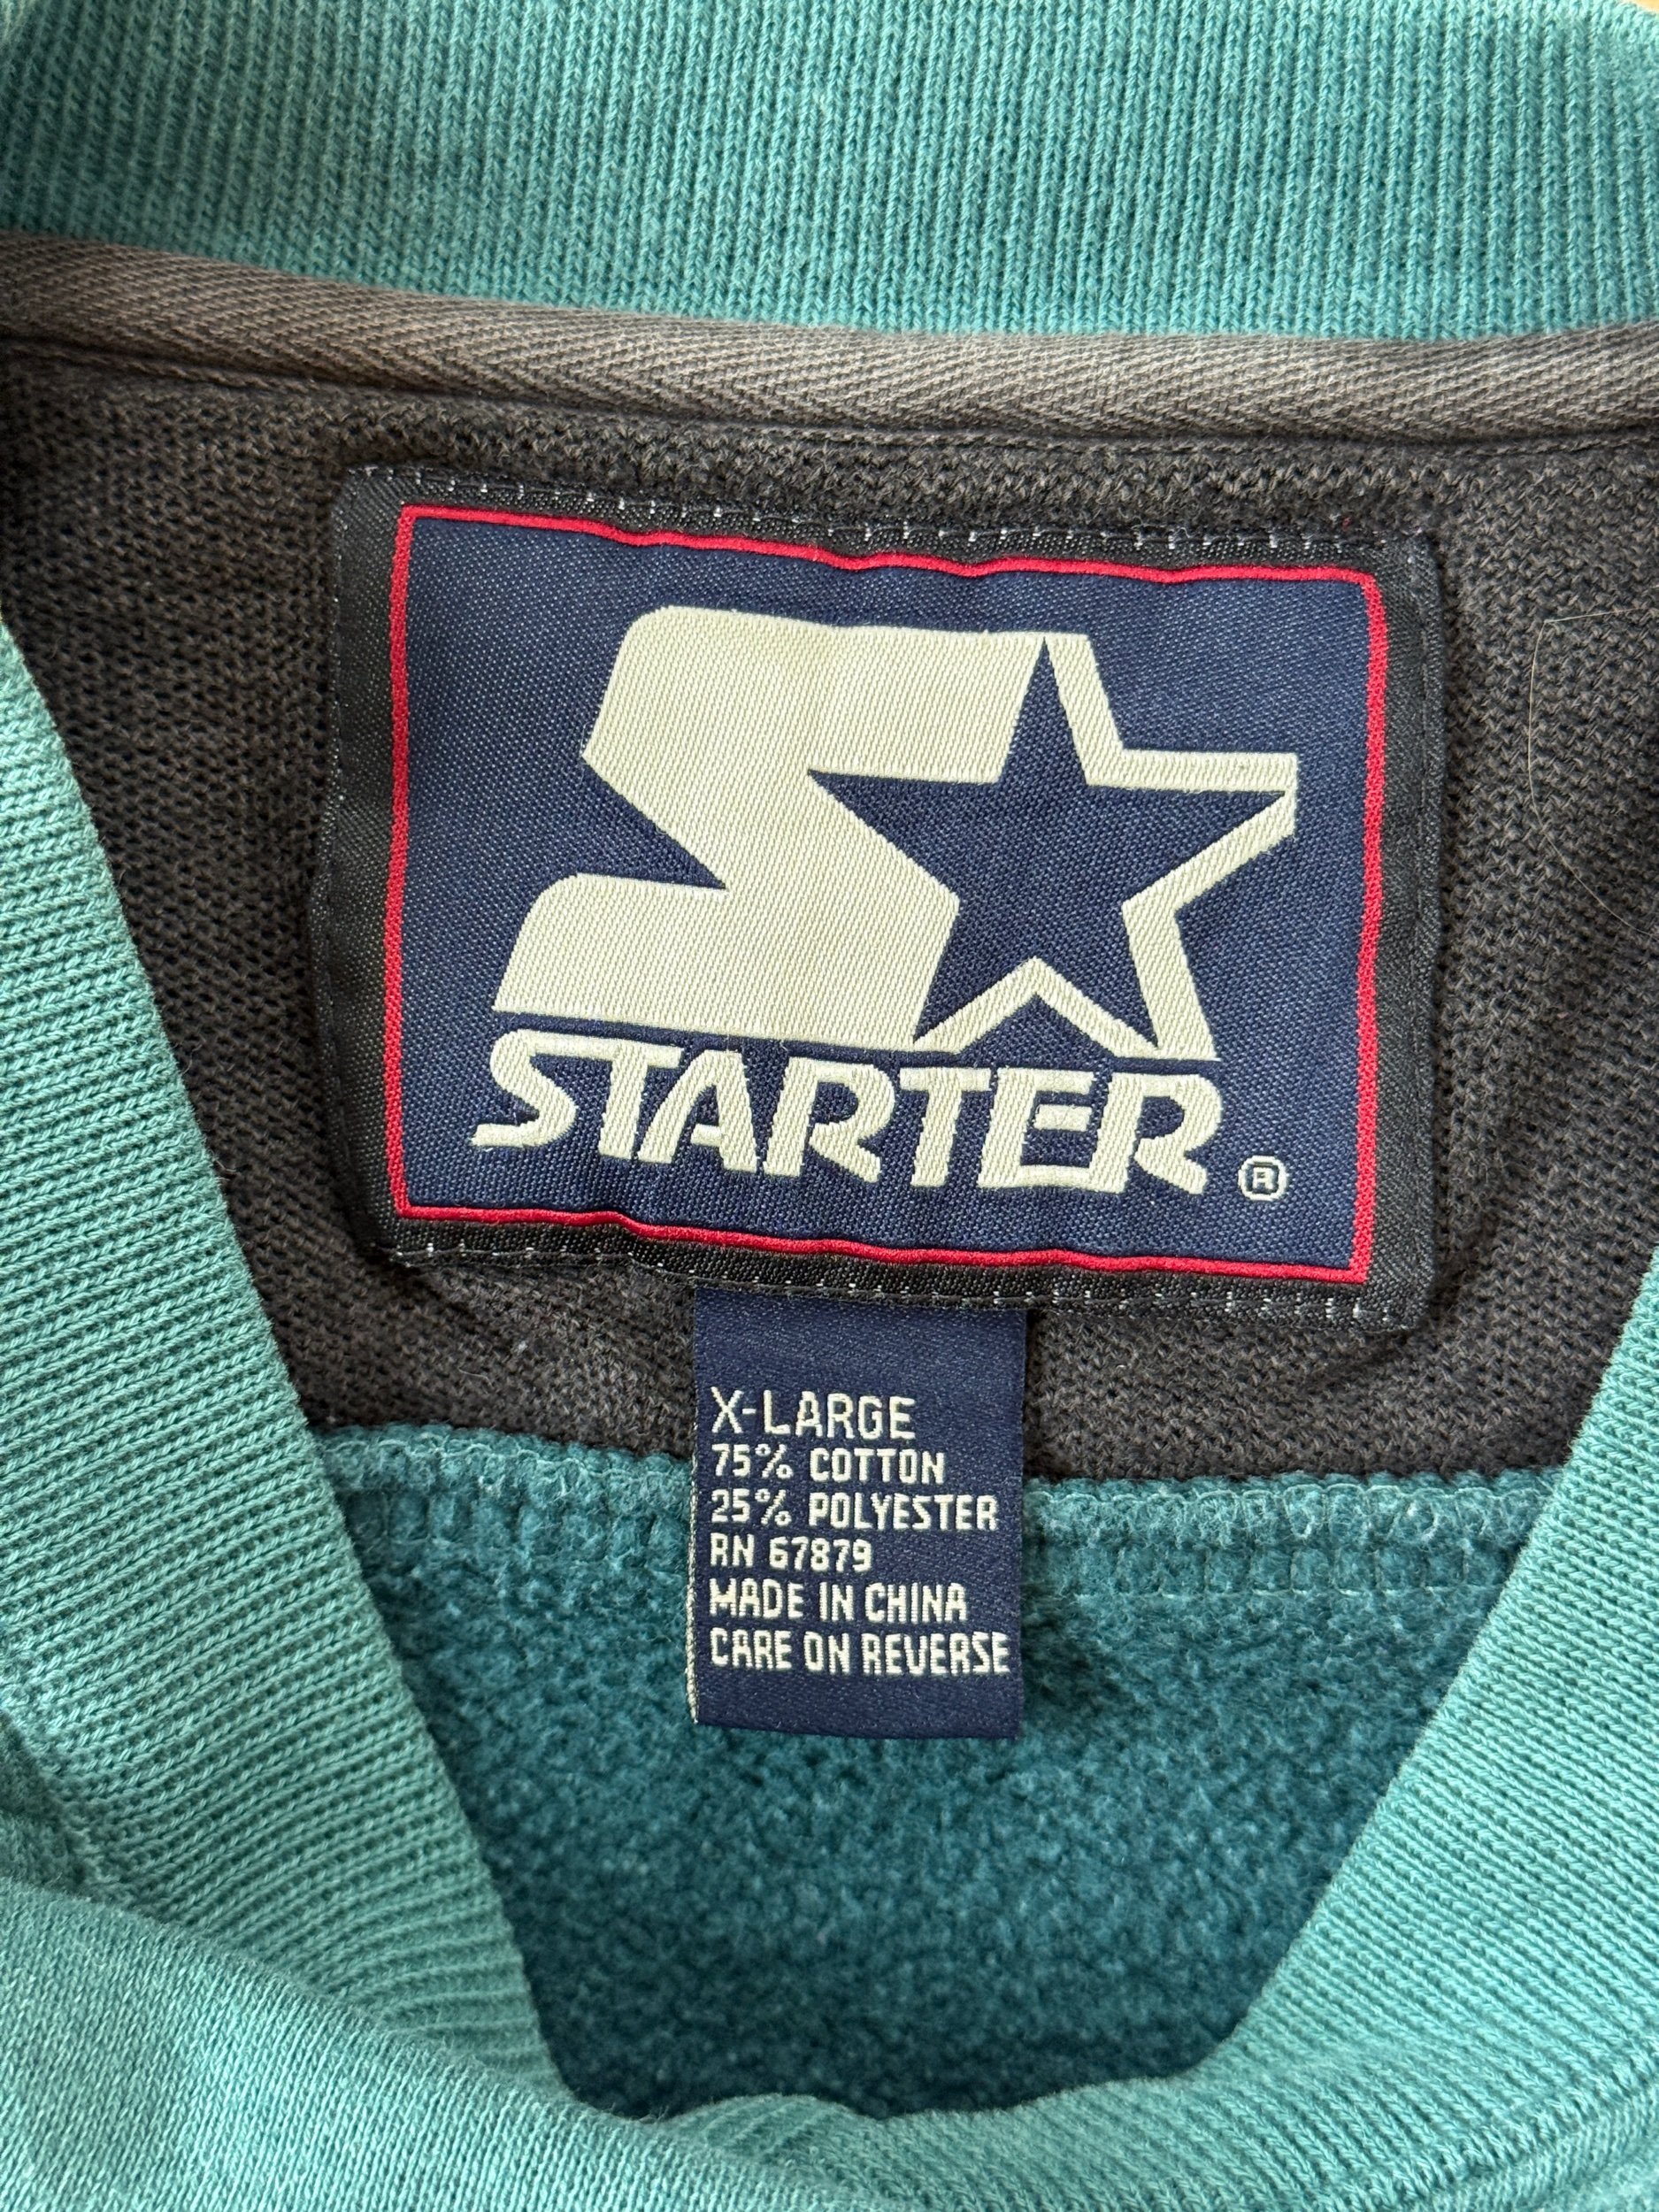 STARTER ®
X-LARGE
75% COTTON
25% POLYESTER
RN 67879
MADE IN CHINA
CARE ON REVERSE